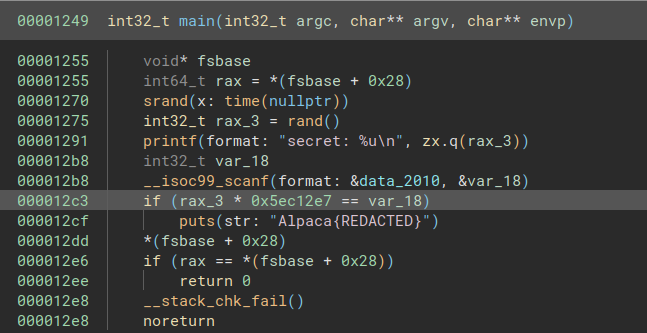 00001249 int32_t main(int32_t argc, char** argv, char** envp)
00001255 void* fsbase
00001255 int64_t rax = *(fsbase + 0x28)
00001270 srand(x: time(nullptr))
00001275 int32_t rax_3 = rand()
00001291 printf(format: "secret: %u\n", zx.q(rax_3))
000012b8 int32_t var_18
000012b8 __isoc99_scanf(format: &data_2010, &var_18)
000012c3 if (rax_3 * 0x5ec12e7 == var_18)
000012cf puts(str: "Alpaca{REDACTED}")
000012dd *(fsbase + 0x28)
000012e6 if (rax == *(fsbase + 0x28))
000012ee return 0
000012e8 __stack_chk_fail()
000012e8 noreturn